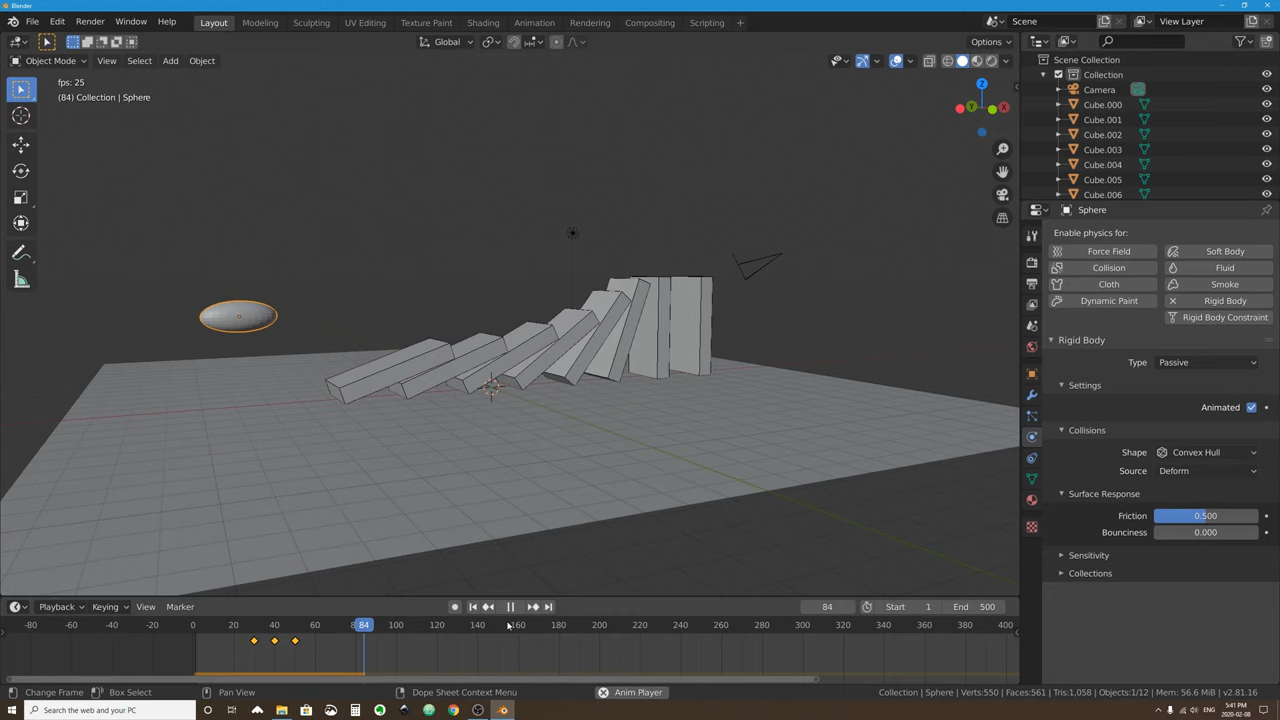 Blender
File Edit Render Window Help Layout Modeling Sculpting UV Editing Texture Paint Shading Animation Rendering Compositing Scripting + Scene View Layer
Global Options
Object Mode View Select Add Object
fps: 25
(84) Collection | Sphere
Z
Y
X
Scene Collection
Collection
Camera
Cube.000
Cube.001
Cube.002
Cube.003
Cube.004
Cube.005
Cube.006
Sphere
Enable physics for:
Force Field Soft Body
Collision Fluid
Cloth Smoke
Dynamic Paint Rigid Body
Rigid Body Constraint
Rigid Body
Type Passive
Settings
Animated
Collisions
Shape Convex Hull
Source Deform
Surface Response
Friction 0.500
Bounciness 0.000
Sensitivity
Collections
Playback Keying View Marker 84 Start 1 End 500
-80 -60 -40 -20 0 20 40 60 8 84 100 120 140 160 180 200 220 240 260 280 300 320 340 360 380 400
Change Frame Box Select Pan View Dope Sheet Context Menu Anim Player Collection | Sphere | Verts:550 | Faces:561 | Tris:1,058 | Objects:1/12 | Mem: 56.6 MiB | v2.81.16
Search the web and your PC ENG 5:41 PM
2020-02-08